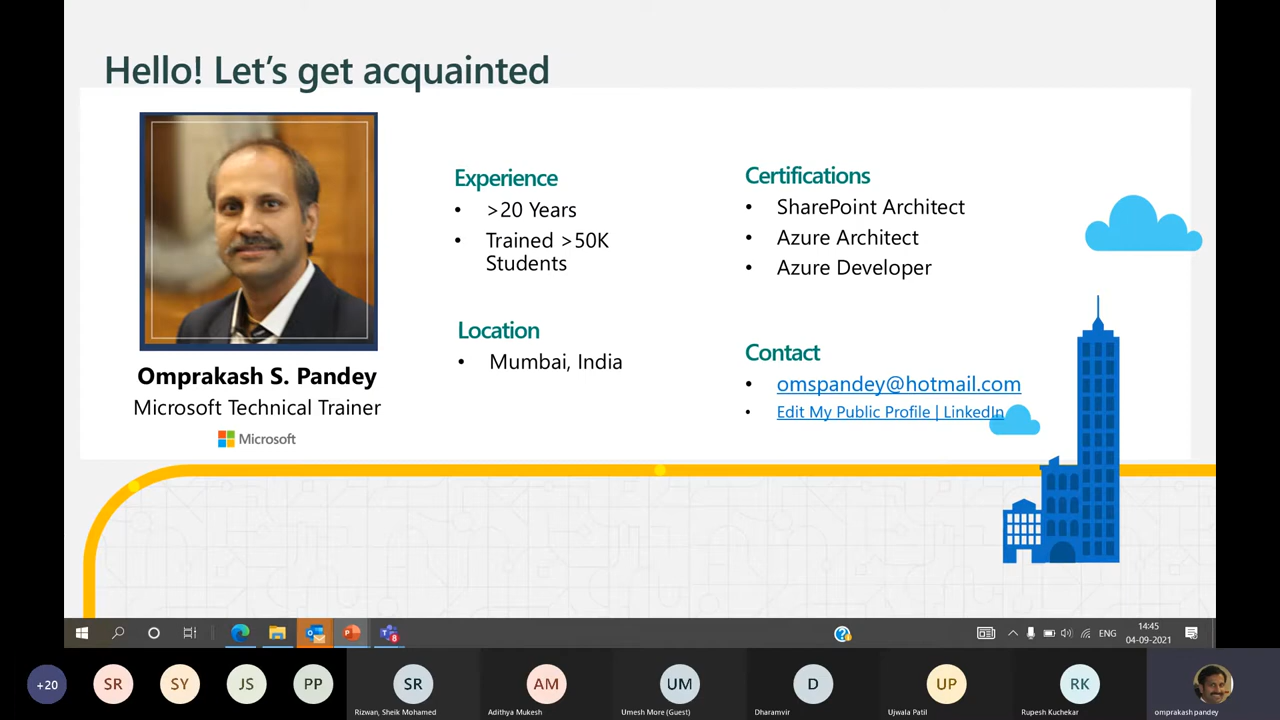 Hello! Let's get acquainted
Omprakash S. Pandey
Microsoft Technical Trainer
Microsoft
Experience
• >20 Years
• Trained >50K
Students
Location
• Mumbai, India
Certifications
• SharePoint Architect
• Azure Architect
• Azure Developer
Contact
• omspandey@hotmail.com
• Edit My Public Profile | LinkedIn
8
ENG
14:45
04-09-2021
+20
SR
SY
JS
PP
SR
Rizwan, Sheik Mohamed
AM
Adithya Mukesh
UM
Umesh More (Guest)
D
Dharamvir
UP
Ujwala Patil
RK
Rupesh Kuchekar
omprakash pandey